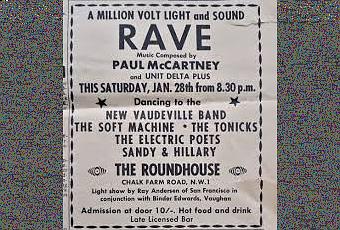 A MILLION VOLT LIGHT and SOUND
RAVE
Music Composed by
PAUL McCARTNEY
and UNIT DELTA PLUS
THIS SATURDAY, JAN. 28th from 8.30 p.m.
Dancing to the
NEW VAUDEVILLE BAND
THE SOFT MACHINE * THE TONICKS
THE ELECTRIC POETS
SANDY & HILLARY
THE ROUNDHOUSE
CHALK FARM ROAD, N.W.1
Light show by Ray Andersen of San Francisco in
conjunction with Binder Edwards, Vaughan
Admission at door 10/-. Hot food and drink
Late Licensed Bar